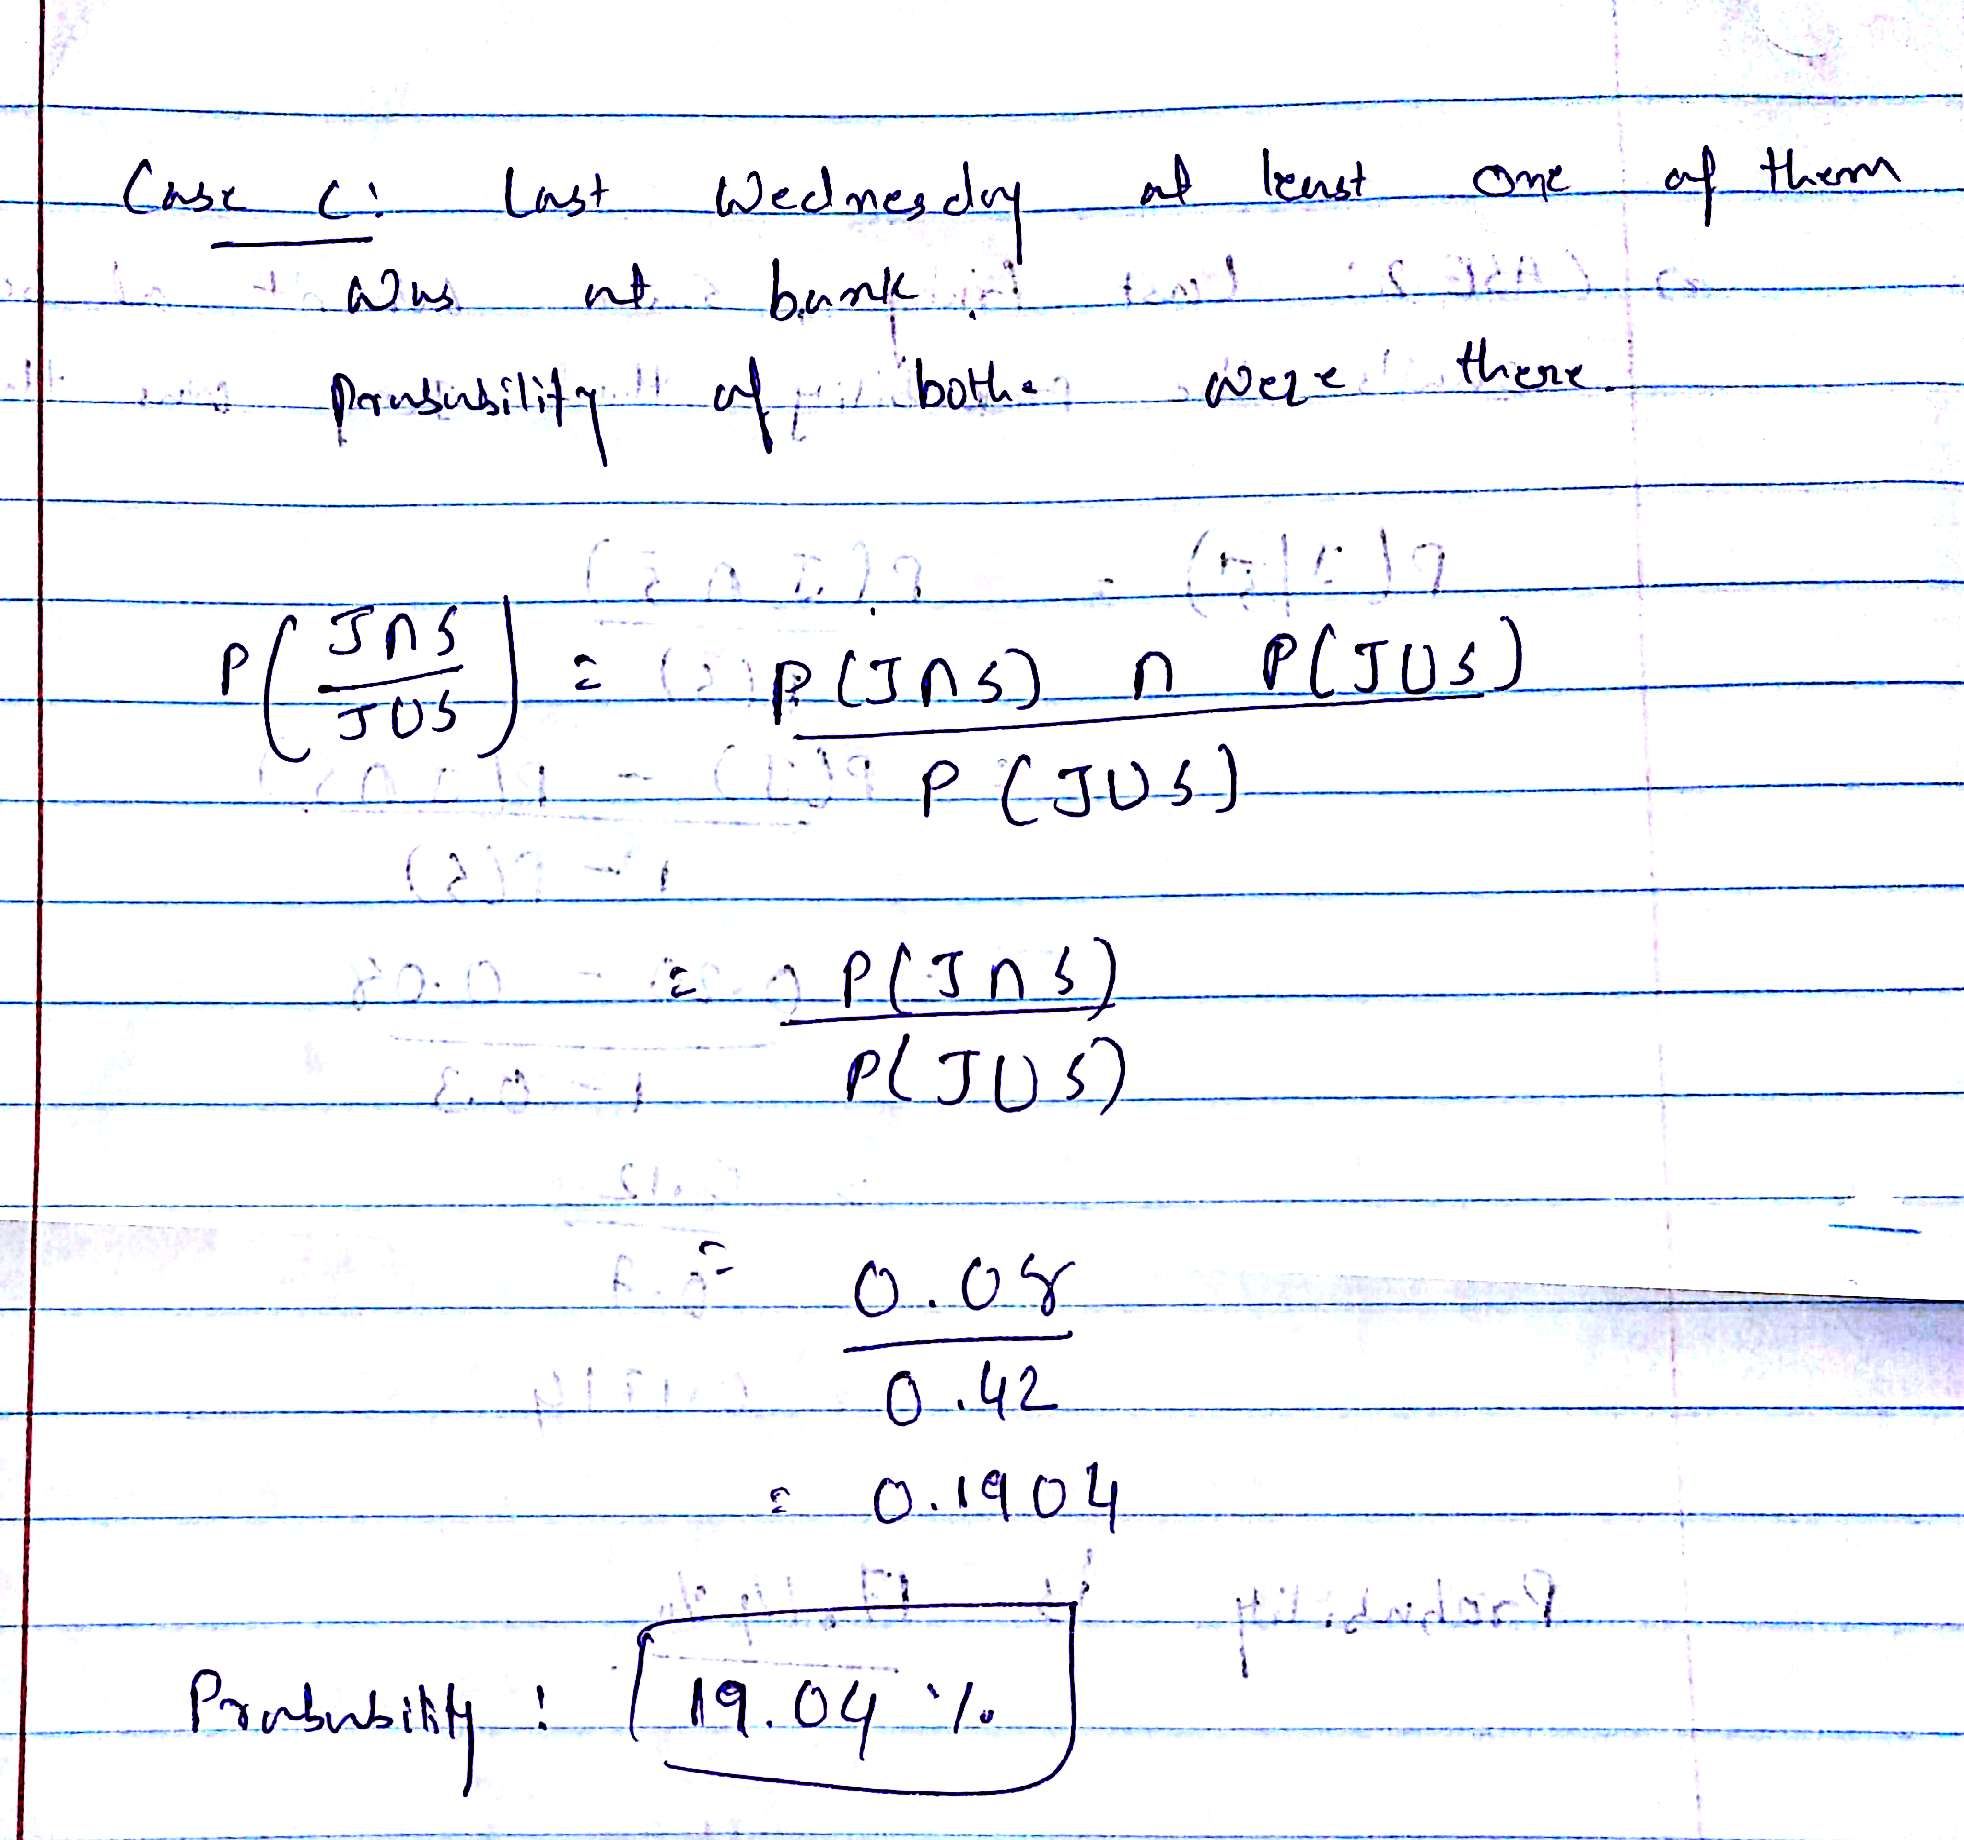 Case C: Last Wednesday at least one of them
was at bank.
Probability of both were there.
P(J∩S / J∪S) = P(J∩S) ∩ P(J∪S)
P(J∪S)
= P(J∩S)
P(J∪S)
= 0.08
0.42
= 0.1904
Probability : 19.04 %